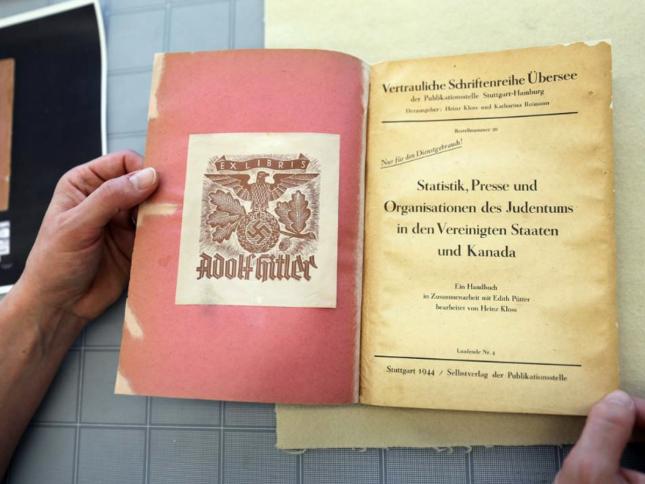 EX LIBRIS
Adolf Hitler
Vertrauliche Schriftenreihe Übersee
der Publikationsstelle Stuttgart-Hamburg
Herausgeber: Heinz Kloss und Katharina Reimann
Bestellnummer 20
Nur für den Dienstgebrauch!
Statistik, Presse und
Organisationen des Judentums
in den Vereinigten Staaten
und Kanada
Ein Handbuch
in Zusammenarbeit mit Edith Pütter
bearbeitet von Heinz Kloss
Laufende Nr. 4
Stuttgart 1944 / Selbstverlag der Publikationsstelle